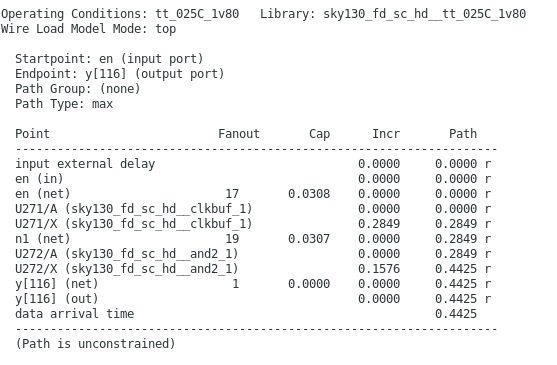 Operating Conditions: tt_025C_1v80   Library: sky130_fd_sc_hd__tt_025C_1v80
Wire Load Model Mode: top

  Startpoint: en (input port)
  Endpoint: y[116] (output port)
  Path Group: (none)
  Path Type: max

  Point                        Fanout       Cap      Incr     Path
  ---------------------------------------------------------------------
  input external delay                             0.0000     0.0000 r
  en (in)                                          0.0000     0.0000 r
  en (net)                      17       0.0308    0.0000     0.0000 r
  U271/A (sky130_fd_sc_hd__clkbuf_1)               0.0000     0.0000 r
  U271/X (sky130_fd_sc_hd__clkbuf_1)               0.2849     0.2849 r
  n1 (net)                      19       0.0307    0.0000     0.2849 r
  U272/A (sky130_fd_sc_hd__and2_1)                 0.0000     0.2849 r
  U272/X (sky130_fd_sc_hd__and2_1)                 0.1576     0.4425 r
  y[116] (net)                   1       0.0000    0.0000     0.4425 r
  y[116] (out)                                     0.0000     0.4425 r
  data arrival time                                           0.4425
  ---------------------------------------------------------------------
  (Path is unconstrained)